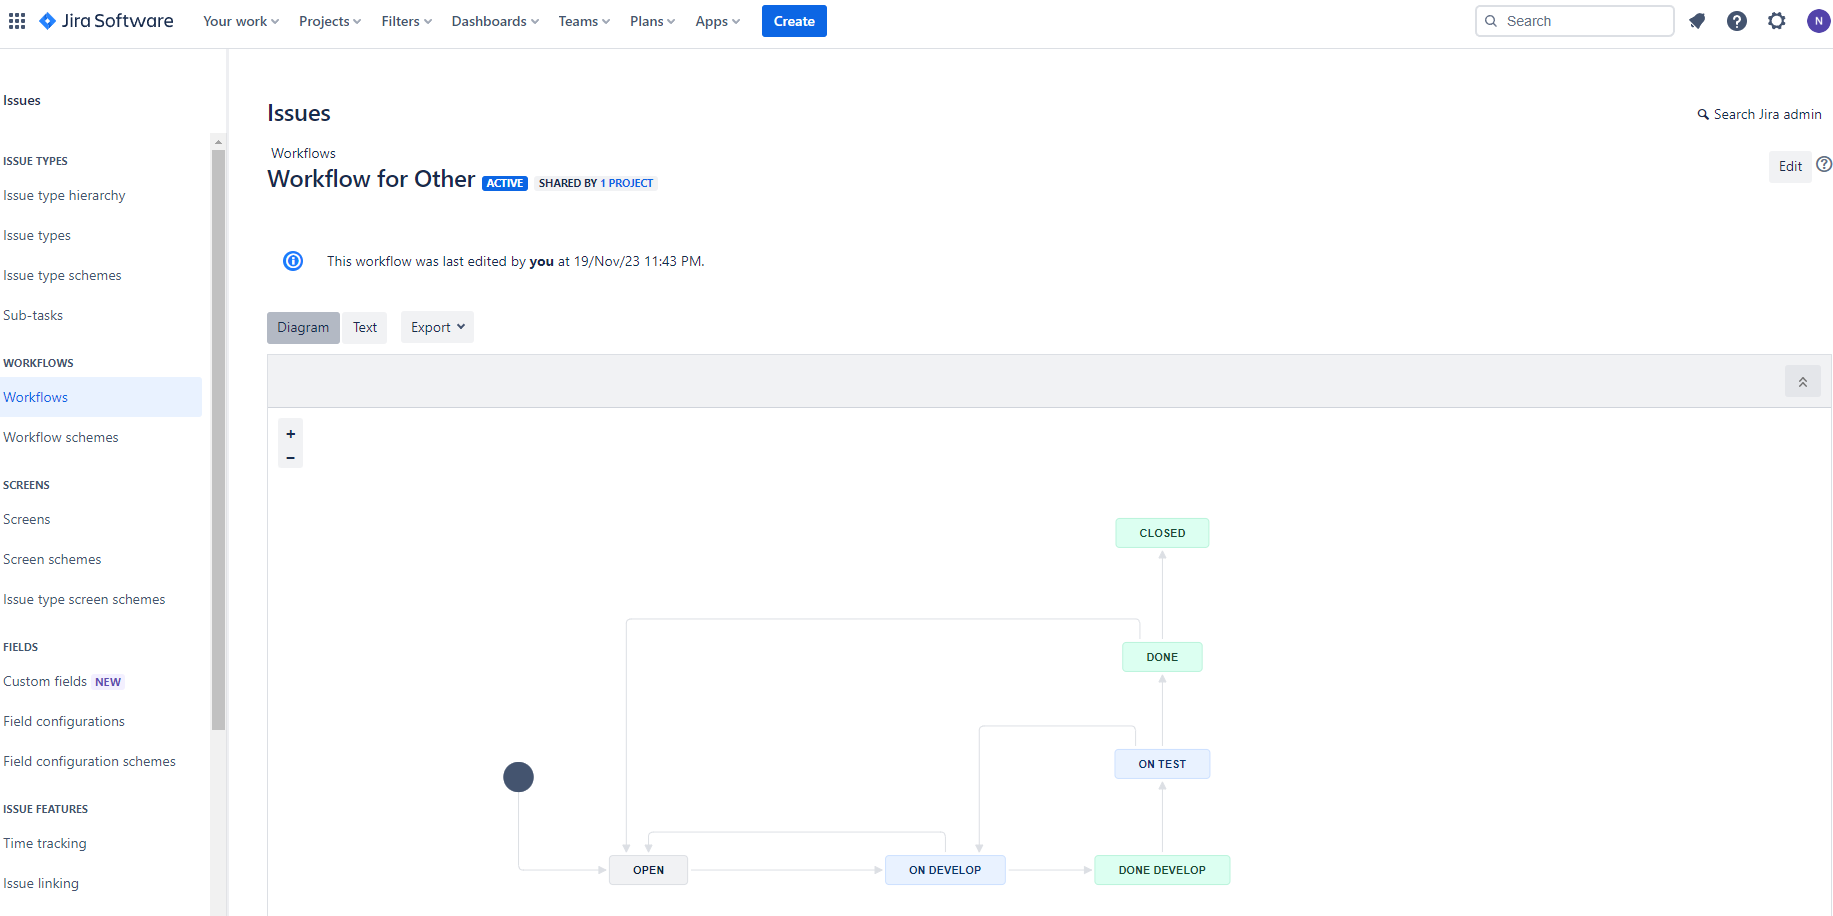 Jira Software Your work Projects Filters Dashboards Teams Plans Apps Create Search N
Issues
ISSUE TYPES
Issue type hierarchy
Issue types
Issue type schemes
Sub-tasks
WORKFLOWS
Workflows
Workflow schemes
SCREENS
Screens
Screen schemes
Issue type screen schemes
FIELDS
Custom fields NEW
Field configurations
Field configuration schemes
ISSUE FEATURES
Time tracking
Issue linking
Issues
Search Jira admin
Workflows
Workflow for Other ACTIVE SHARED BY 1 PROJECT
Edit
This workflow was last edited by you at 19/Nov/23 11:43 PM.
Diagram Text Export
+
−
CLOSED
DONE
ON TEST
OPEN ON DEVELOP DONE DEVELOP